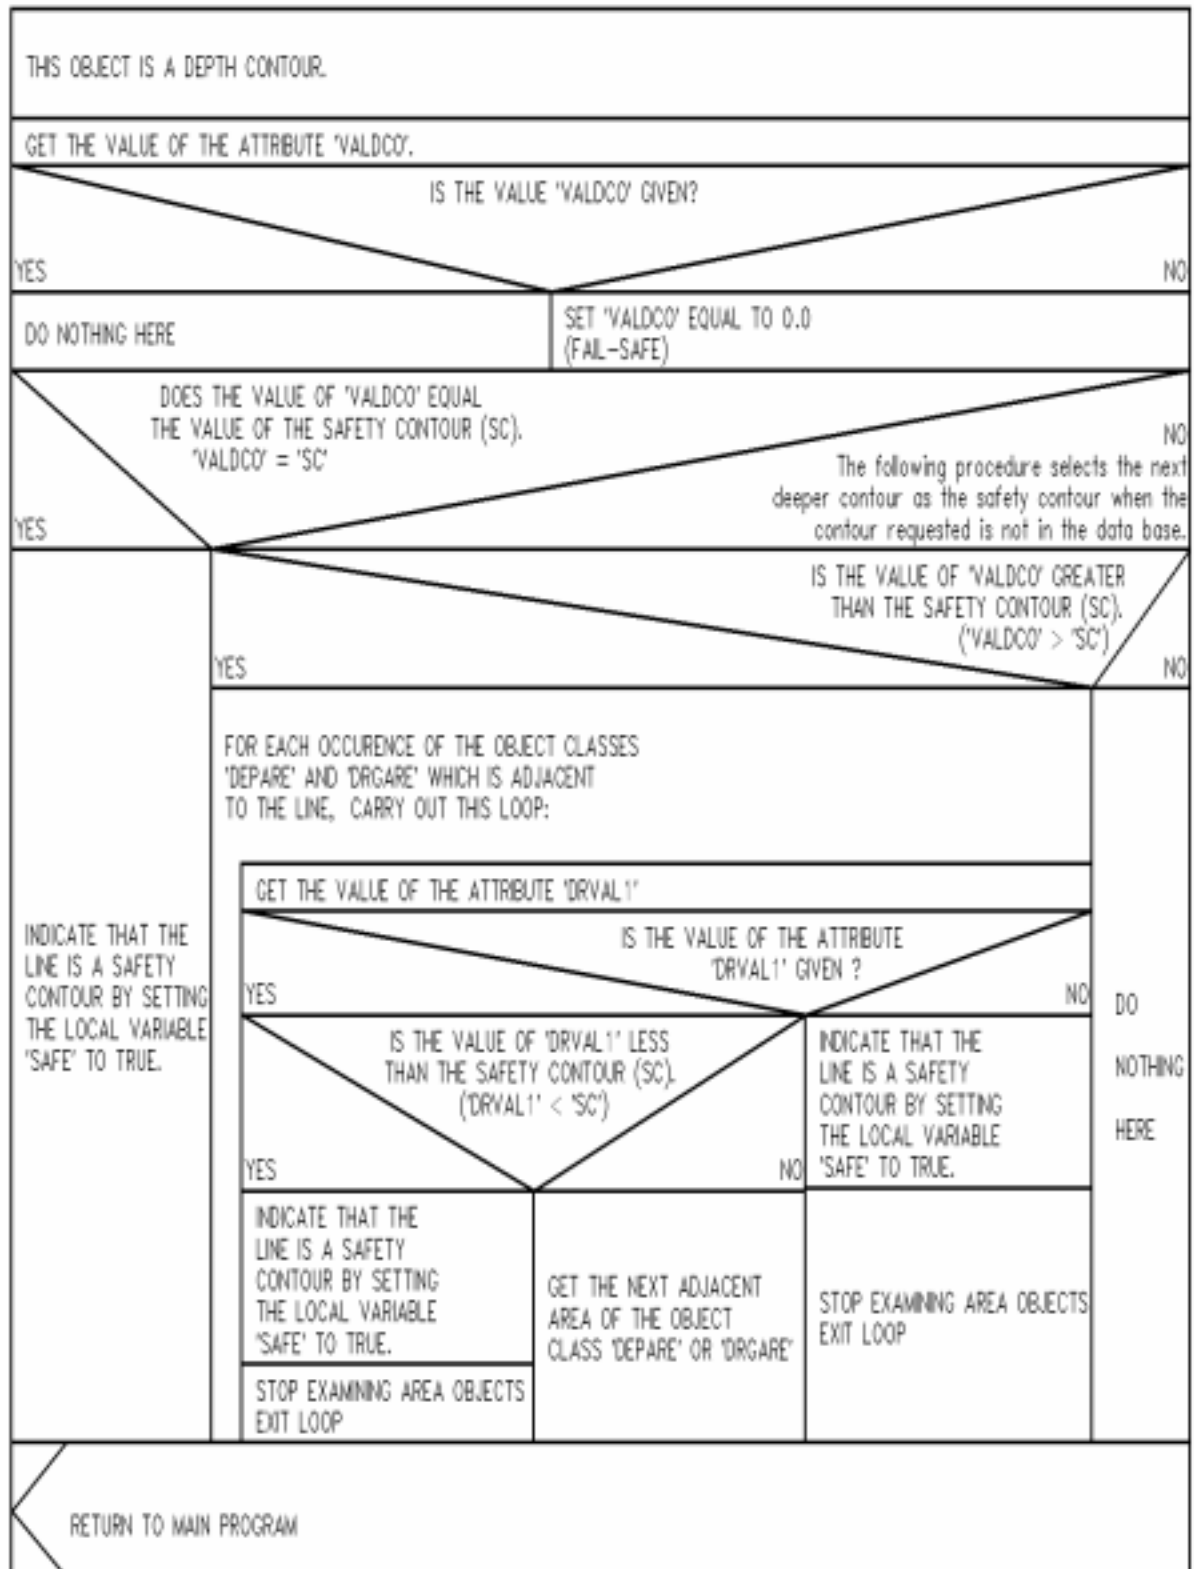 THIS OBJECT IS A DEPTH CONTOUR.
GET THE VALUE OF THE ATTRIBUTE 'VALDCO'.
IS THE VALUE 'VALDCO' GIVEN?
YES
NO
DO NOTHING HERE
SET 'VALDCO' EQUAL TO 0.0
(FAIL-SAFE)
DOES THE VALUE OF 'VALDCO' EQUAL
THE VALUE OF THE SAFETY CONTOUR (SC).
'VALDCO' = 'SC'
YES
NO
The following procedure selects the next
deeper contour as the safety contour when the
contour requested is not in the data base.
IS THE VALUE OF 'VALDCO' GREATER
THAN THE SAFETY CONTOUR (SC).
('VALDCO' > 'SC')
YES
NO
INDICATE THAT THE
LINE IS A SAFETY
CONTOUR BY SETTING
THE LOCAL VARIABLE
'SAFE' TO TRUE.
FOR EACH OCCURENCE OF THE OBJECT CLASSES
'DEPARE' AND 'DRGARE' WHICH IS ADJACENT
TO THE LINE, CARRY OUT THIS LOOP:
GET THE VALUE OF THE ATTRIBUTE 'DRVAL1'
IS THE VALUE OF THE ATTRIBUTE
'DRVAL1' GIVEN ?
YES
NO
IS THE VALUE OF 'DRVAL1' LESS
THAN THE SAFETY CONTOUR (SC).
('DRVAL1' < 'SC')
YES
NO
INDICATE THAT THE
LINE IS A SAFETY
CONTOUR BY SETTING
THE LOCAL VARIABLE
'SAFE' TO TRUE.
STOP EXAMINING AREA OBJECTS
EXIT LOOP
GET THE NEXT ADJACENT
AREA OF THE OBJECT
CLASS 'DEPARE' OR 'DRGARE'
INDICATE THAT THE
LINE IS A SAFETY
CONTOUR BY SETTING
THE LOCAL VARIABLE
'SAFE' TO TRUE.
STOP EXAMINING AREA OBJECTS
EXIT LOOP
DO
NOTHING
HERE
RETURN TO MAIN PROGRAM